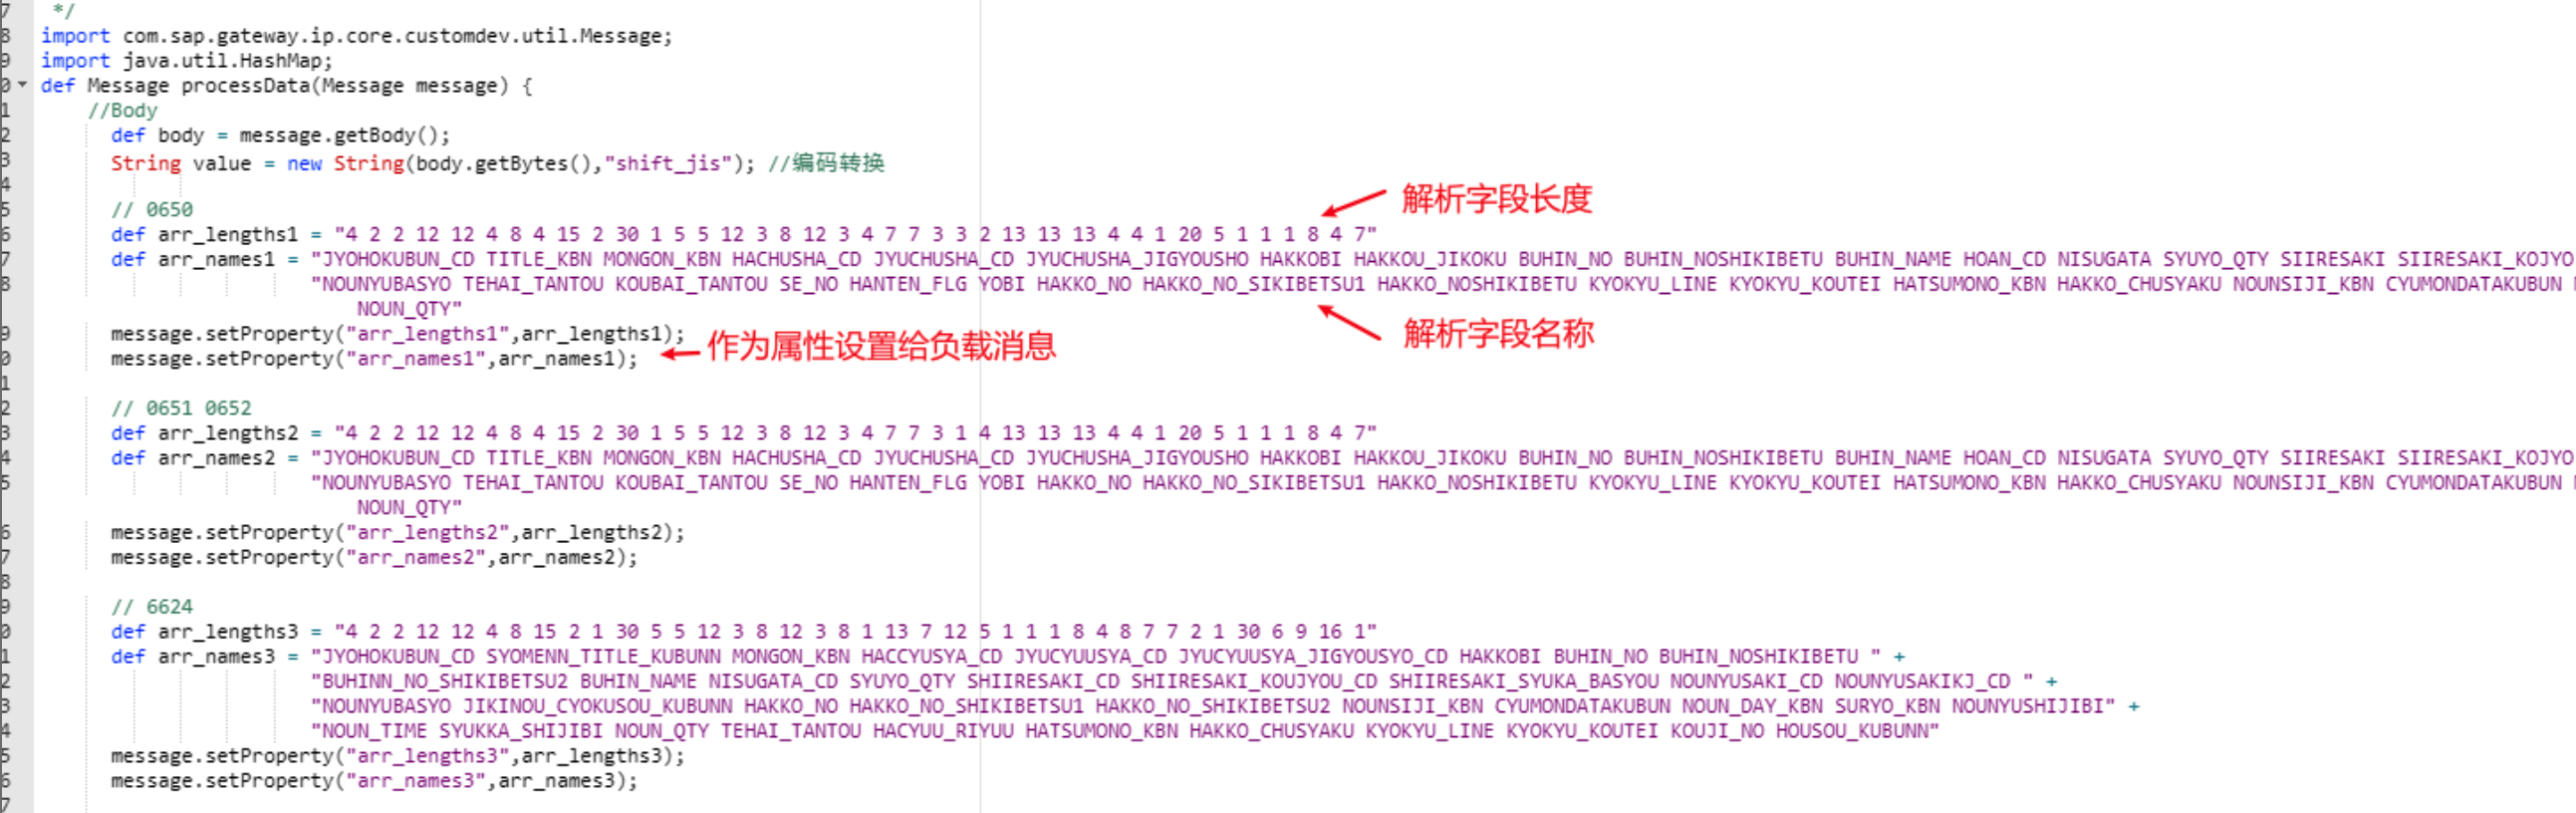 7 */
8 import com.sap.gateway.ip.core.customdev.util.Message;
9 import java.util.HashMap;
0 def Message processData(Message message) {
1 //Body
2 def body = message.getBody();
3 String value = new String(body.getBytes(),"shift_jis"); //编码转换
4
解析字段长度
5 // 0650
6 def arr_lengths1 = "4 2 2 12 12 4 8 4 15 2 30 1 5 5 12 3 8 12 3 4 7 7 3 3 2 13 13 13 4 4 1 20 5 1 1 1 8 4 7"
7 def arr_names1 = "JYOHOKUBUN_CD TITLE_KBN MONGON_KBN HACHUSHA_CD JYUCHUSHA_CD JYUCHUSHA_JIGYOUSHO HAKKOBI HAKKOU_JIKOKU BUHIN_NO BUHIN_NOSHIKIBETU BUHIN_NAME HOAN_CD NISUGATA SYUYO_QTY SIIRESAKI SIIRESAKI_KOJYO
8 "NOUNYUBASYO TEHAI_TANTOU KOUBAI_TANTOU SE_NO HANTEN_FLG YOBI HAKKO_NO HAKKO_NO_SIKIBETSU1 HAKKO_NOSHIKIBETU KYOKYU_LINE KYOKYU_KOUTEI HATSUMONO_KBN HAKKO_CHUSYAKU NOUNSIJI_KBN CYUMONDATAKUBUN
NOUN_QTY"
解析字段名称
9 message.setProperty("arr_lengths1",arr_lengths1);
作为属性设置给负载消息
0 message.setProperty("arr_names1",arr_names1);
1
2 // 0651 0652
3 def arr_lengths2 = "4 2 2 12 12 4 8 4 15 2 30 1 5 5 12 3 8 12 3 4 7 7 3 1 4 13 13 13 4 4 1 20 5 1 1 1 8 4 7"
4 def arr_names2 = "JYOHOKUBUN_CD TITLE_KBN MONGON_KBN HACHUSHA_CD JYUCHUSHA_CD JYUCHUSHA_JIGYOUSHO HAKKOBI HAKKOU_JIKOKU BUHIN_NO BUHIN_NOSHIKIBETU BUHIN_NAME HOAN_CD NISUGATA SYUYO_QTY SIIRESAKI SIIRESAKI_KOJYO
5 "NOUNYUBASYO TEHAI_TANTOU KOUBAI_TANTOU SE_NO HANTEN_FLG YOBI HAKKO_NO HAKKO_NO_SIKIBETSU1 HAKKO_NOSHIKIBETU KYOKYU_LINE KYOKYU_KOUTEI HATSUMONO_KBN HAKKO_CHUSYAKU NOUNSIJI_KBN CYUMONDATAKUBUN
NOUN_QTY"
6 message.setProperty("arr_lengths2",arr_lengths2);
7 message.setProperty("arr_names2",arr_names2);
8
9 // 6624
0 def arr_lengths3 = "4 2 2 12 12 4 8 15 2 1 30 5 5 12 3 8 12 3 8 1 13 7 12 5 1 1 1 8 4 8 7 7 2 1 30 6 9 16 1"
1 def arr_names3 = "JYOHOKUBUN_CD SYOMENN_TITLE_KUBUNN MONGON_KBN HACCYUSYA_CD JYUCYUUSYA_CD JYUCYUUSYA_JIGYOUSYO_CD HAKKOBI BUHIN_NO BUHIN_NOSHIKIBETU " +
2 "BUHINN_NO_SHIKIBETSU2 BUHIN_NAME NISUGATA_CD SYUYO_QTY SHIIRESAKI_CD SHIIRESAKI_KOUJYOU_CD SHIIRESAKI_SYUKA_BASYOU NOUNYUSAKI_CD NOUNYUSAKIKJ_CD " +
3 "NOUNYUBASYO JIKINOU_CYOKUSOU_KUBUNN HAKKO_NO HAKKO_NO_SHIKIBETSU1 HAKKO_NO_SHIKIBETSU2 NOUNSIJI_KBN CYUMONDATAKUBUN NOUN_DAY_KBN SURYO_KBN NOUNYUSHIJIBI" +
4 "NOUN_TIME SYUKKA_SHIJIBI NOUN_QTY TEHAI_TANTOU HACYUU_RIYUU HATSUMONO_KBN HAKKO_CHUSYAKU KYOKYU_LINE KYOKYU_KOUTEI KOUJI_NO HOUSOU_KUBUNN"
5 message.setProperty("arr_lengths3",arr_lengths3);
6 message.setProperty("arr_names3",arr_names3);
7